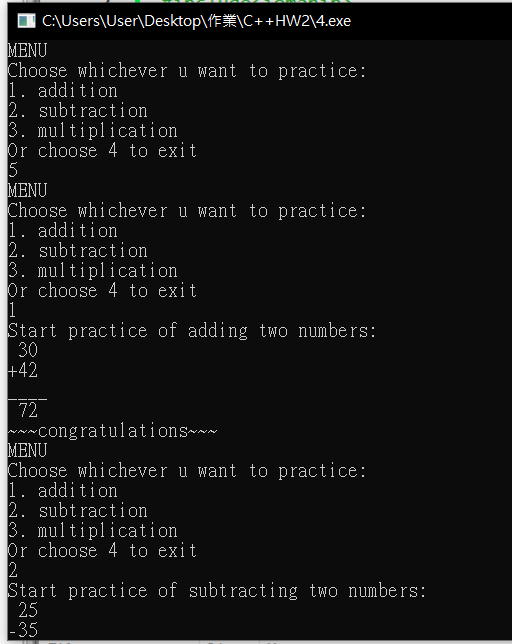 C:\Users\User\Desktop\作業\C++HW2\4.exe
MENU
Choose whichever u want to practice:
1. addition
2. subtraction
3. multiplication
Or choose 4 to exit
5
MENU
Choose whichever u want to practice:
1. addition
2. subtraction
3. multiplication
Or choose 4 to exit
1
Start practice of adding two numbers:
 30
+42
____
 72
~~~congratulations~~~
MENU
Choose whichever u want to practice:
1. addition
2. subtraction
3. multiplication
Or choose 4 to exit
2
Start practice of subtracting two numbers:
 25
-35